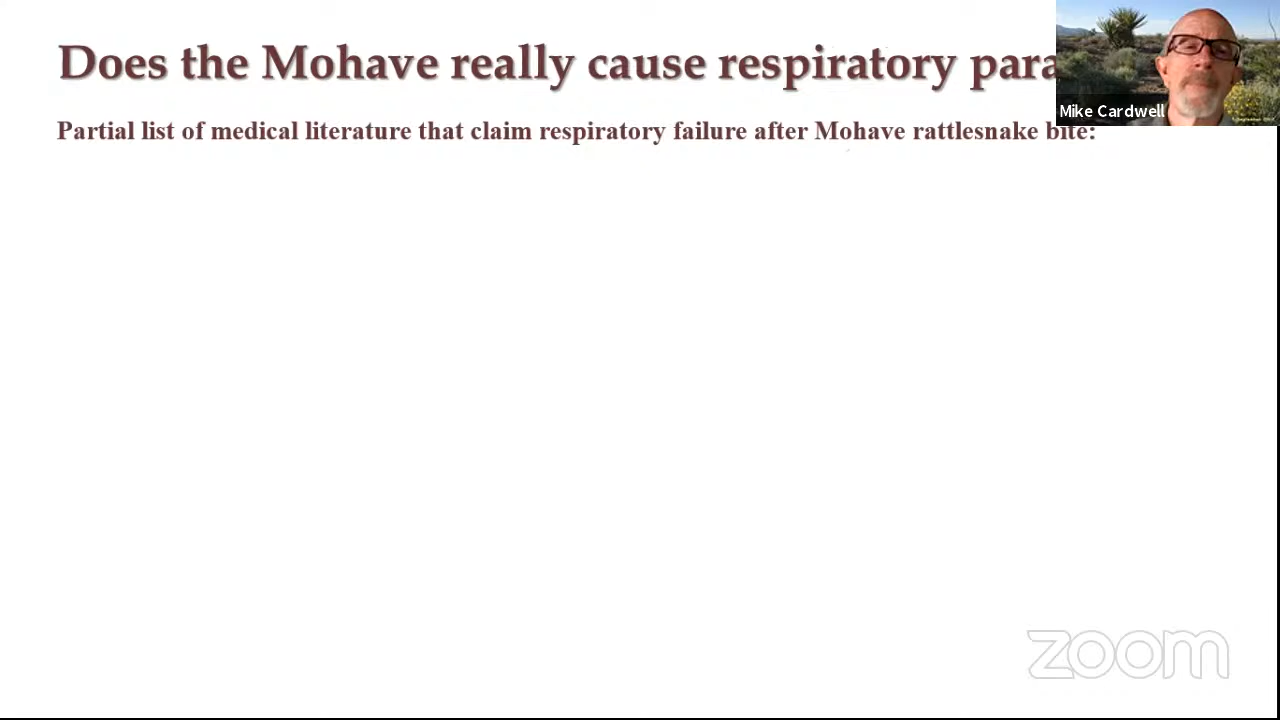 Does the Mohave really cause respiratory para
Mike Cardwell
Partial list of medical literature that claim respiratory failure after Mohave rattlesnake bite:
zoom